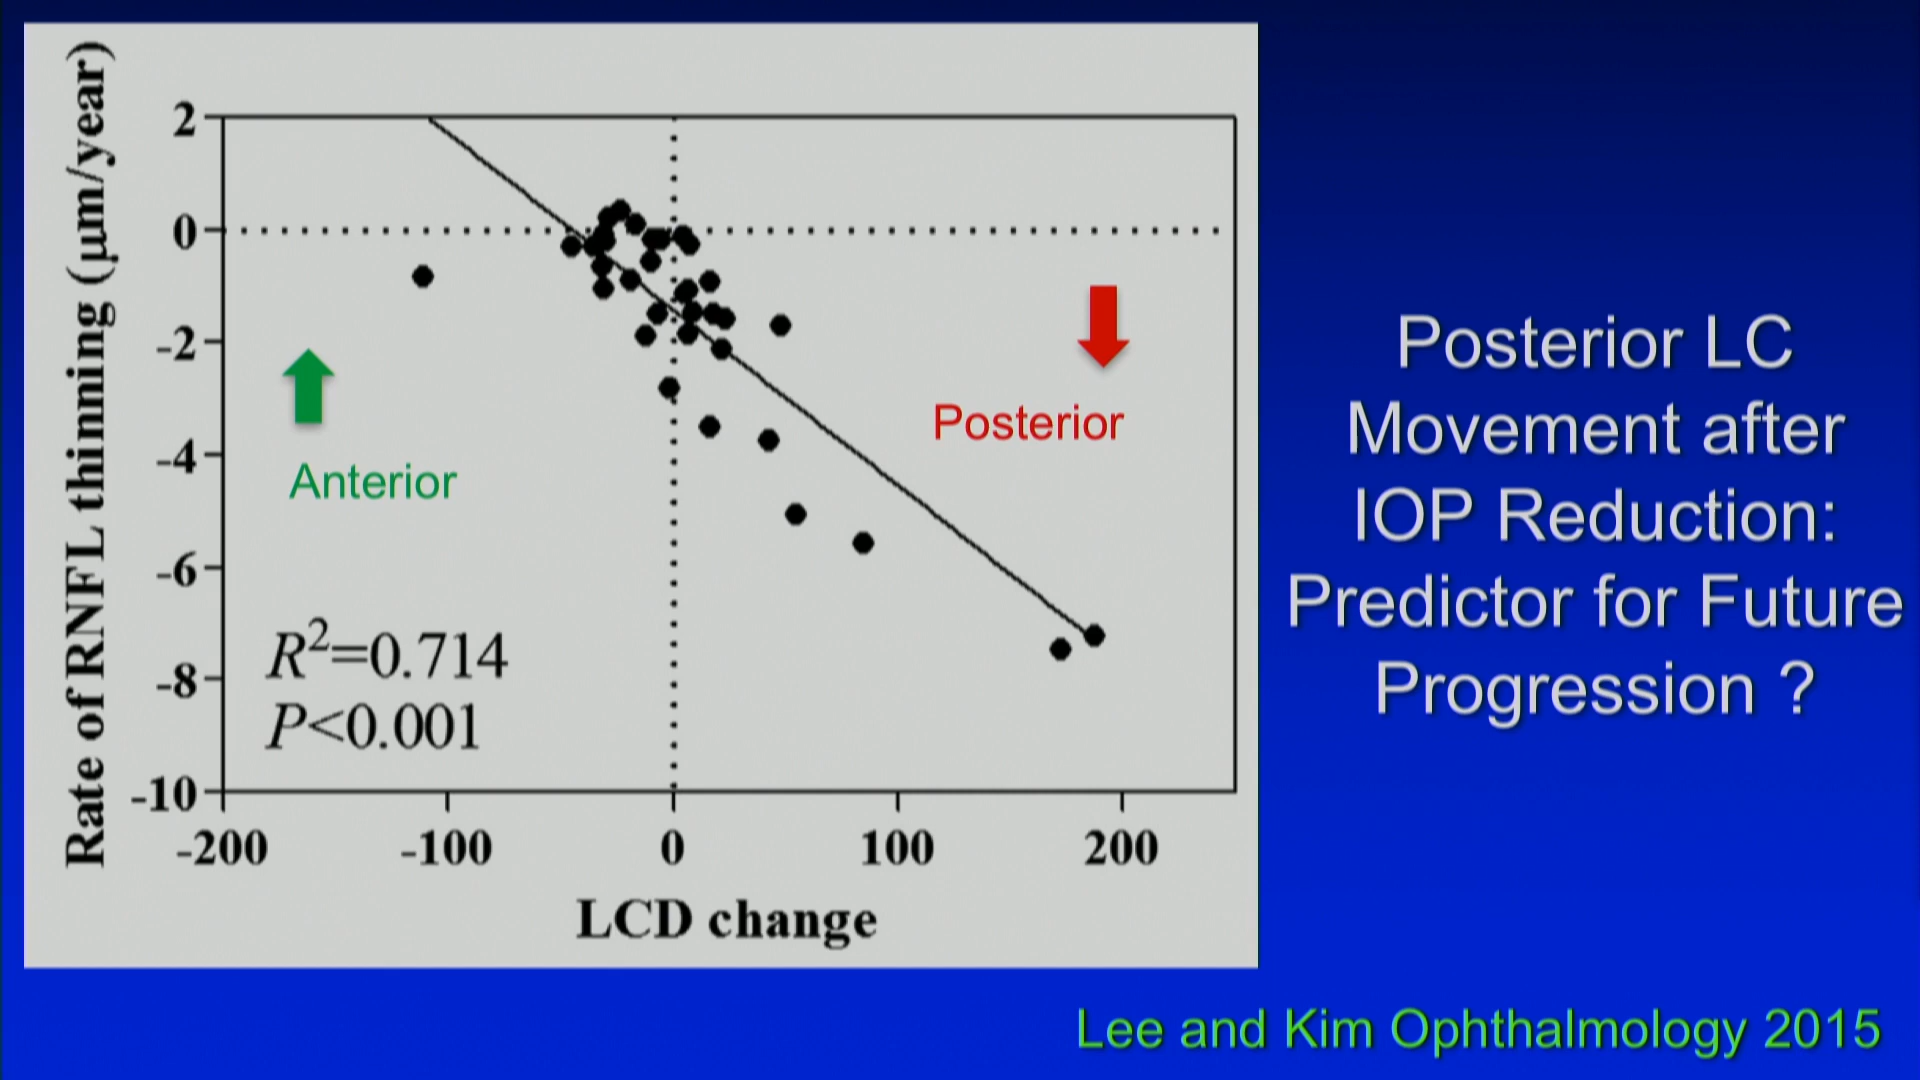 Rate of RNFL thinning (µm/year)
2
0
-2
-4
-6
-8
-10
-200 -100 0 100 200
LCD change
Anterior
Posterior
R²=0.714
P<0.001
Posterior LC
Movement after
IOP Reduction:
Predictor for Future
Progression ?
Lee and Kim Ophthalmology 2015